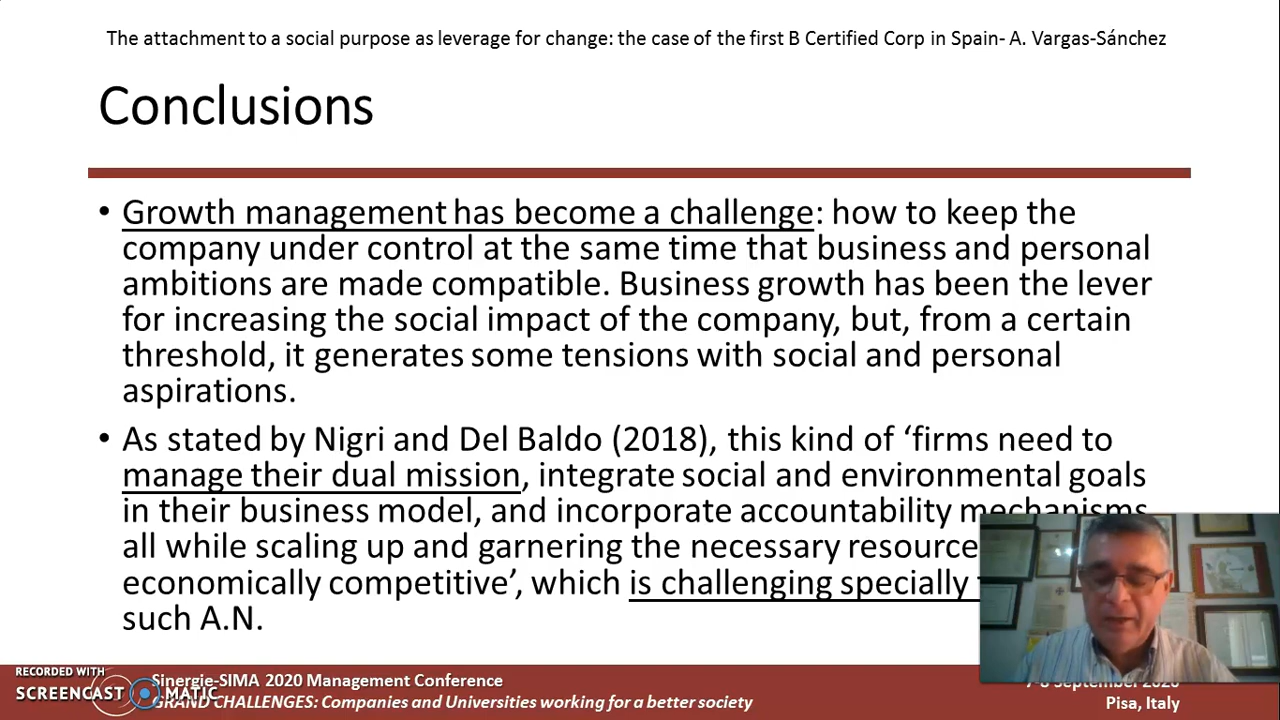 The attachment to a social purpose as leverage for change: the case of the first B Certified Corp in Spain- A. Vargas-Sánchez
Conclusions
• Growth management has become a challenge: how to keep the
company under control at the same time that business and personal
ambitions are made compatible. Business growth has been the lever
for increasing the social impact of the company, but, from a certain
threshold, it generates some tensions with social and personal
aspirations.
• As stated by Nigri and Del Baldo (2018), this kind of ‘firms need to
manage their dual mission, integrate social and environmental goals
in their business model, and incorporate accountability mechanisms
all while scaling up and garnering the necessary resource
economically competitive’, which is challenging specially
such A.N.
RECORDED WITH
SCREENCAST MATIC
Sinergie-SIMA 2020 Management Conference
GRAND CHALLENGES: Companies and Universities working for a better society
September 2020
Pisa, Italy